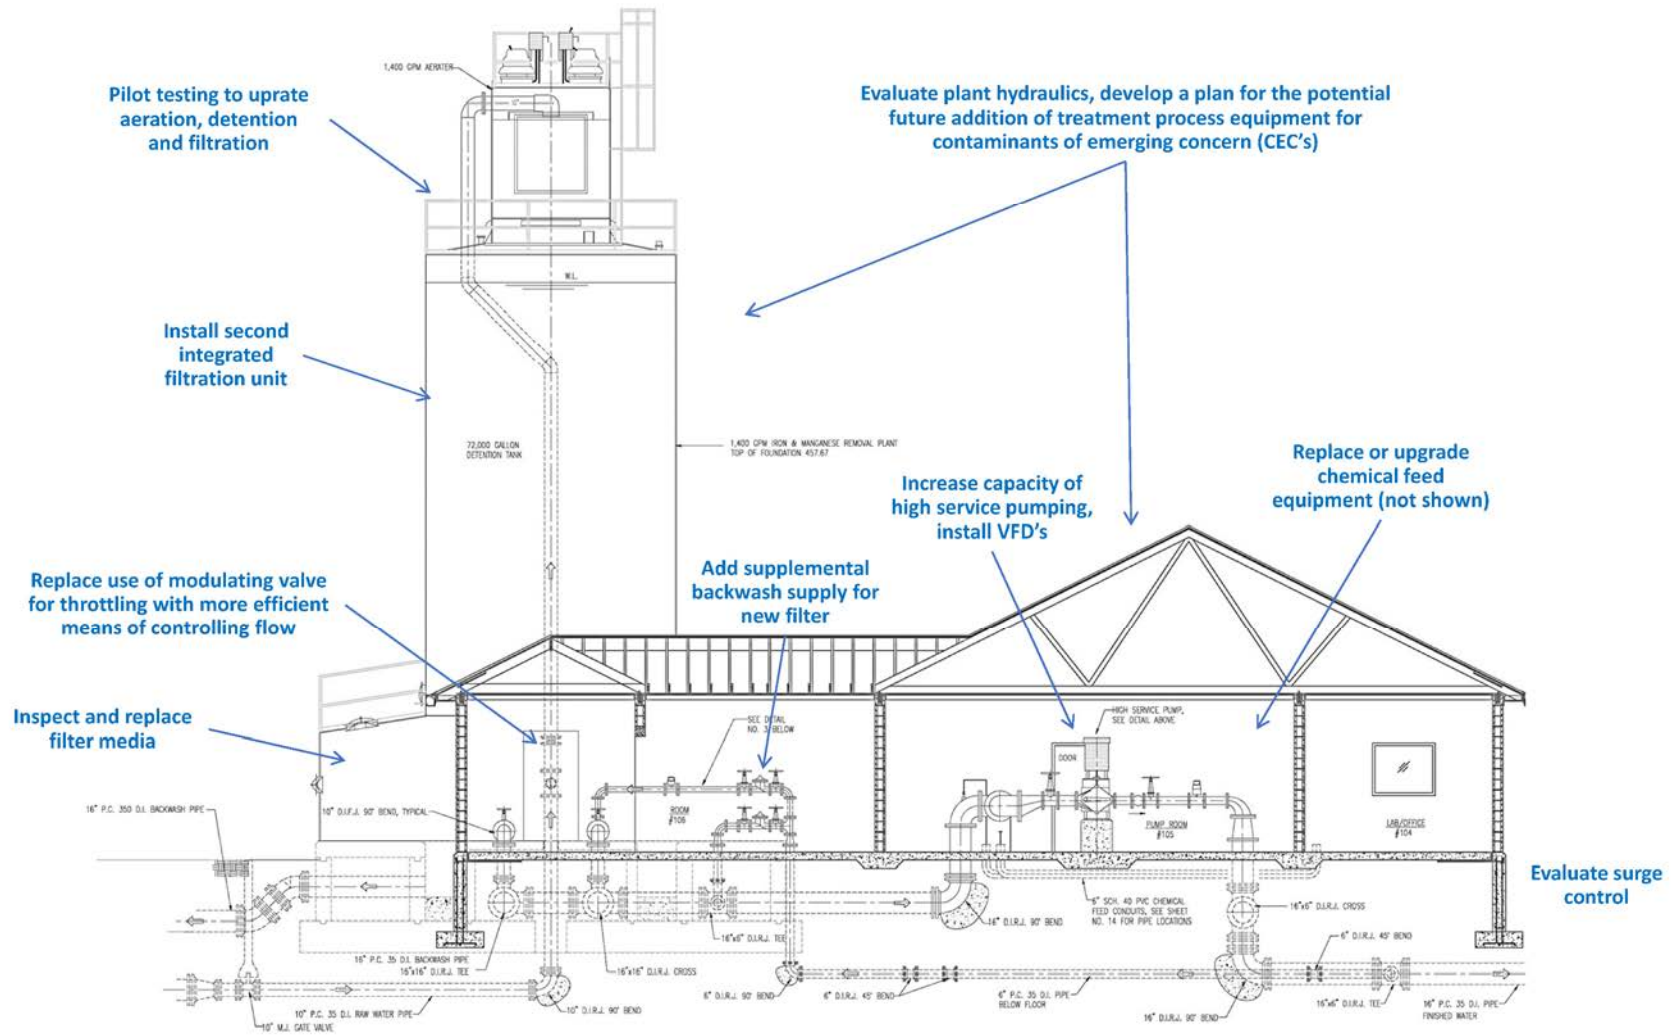 1,400 GPM AERATER
Pilot testing to uprate
aeration, detention
and filtration
Evaluate plant hydraulics, develop a plan for the potential
future addition of treatment process equipment for
contaminants of emerging concern (CEC's)
12"
W.L.
Install second
integrated
filtration unit
72,000 GALLON
DETENTION TANK
1,400 GPM IRON & MANGANESE REMOVAL PLANT
TOP OF FOUNDATION 457.67
Increase capacity of
high service pumping,
install VFD's
Replace or upgrade
chemical feed
equipment (not shown)
Replace use of modulating valve
for throttling with more efficient
means of controlling flow
Add supplemental
backwash supply for
new filter
Inspect and replace
filter media
SEE DETAIL
NO. 3 BELOW
HIGH SERVICE PUMP,
SEE DETAIL ABOVE
DOOR
16" P.C. 350 D.I. BACKWASH PIPE
10" D.I.F.J. 90° BEND, TYPICAL
ROOM
#106
PUMP ROOM
#105
LAB/OFFICE
#104
Evaluate surge
control
6" SCH. 40 PVC CHEMICAL
FEED CONDUITS, SEE SHEET
NO. 14 FOR PIPE LOCATIONS
16" D.I.R.J. 90° BEND
16"x6" D.I.R.J. CROSS
16"x6" D.I.R.J. TEE
6" D.I.R.J. 45° BEND
16" P.C. 35 D.I. BACKWASH PIPE
16"x16" D.I.R.J. TEE
16"x16" D.I.R.J. CROSS
6" D.I.R.J. 90° BEND
6" D.I.R.J. 45° BEND
6" P.C. 35 D.I. PIPE
BELOW FLOOR
16"x6" D.I.R.J. TEE
16" P.C. 35 D.I. PIPE
FINISHED WATER
10" P.C. 35 D.I. RAW WATER PIPE
10" D.I.R.J. 90° BEND
16" D.I.R.J. 90° BEND
10" M.J. GATE VALVE